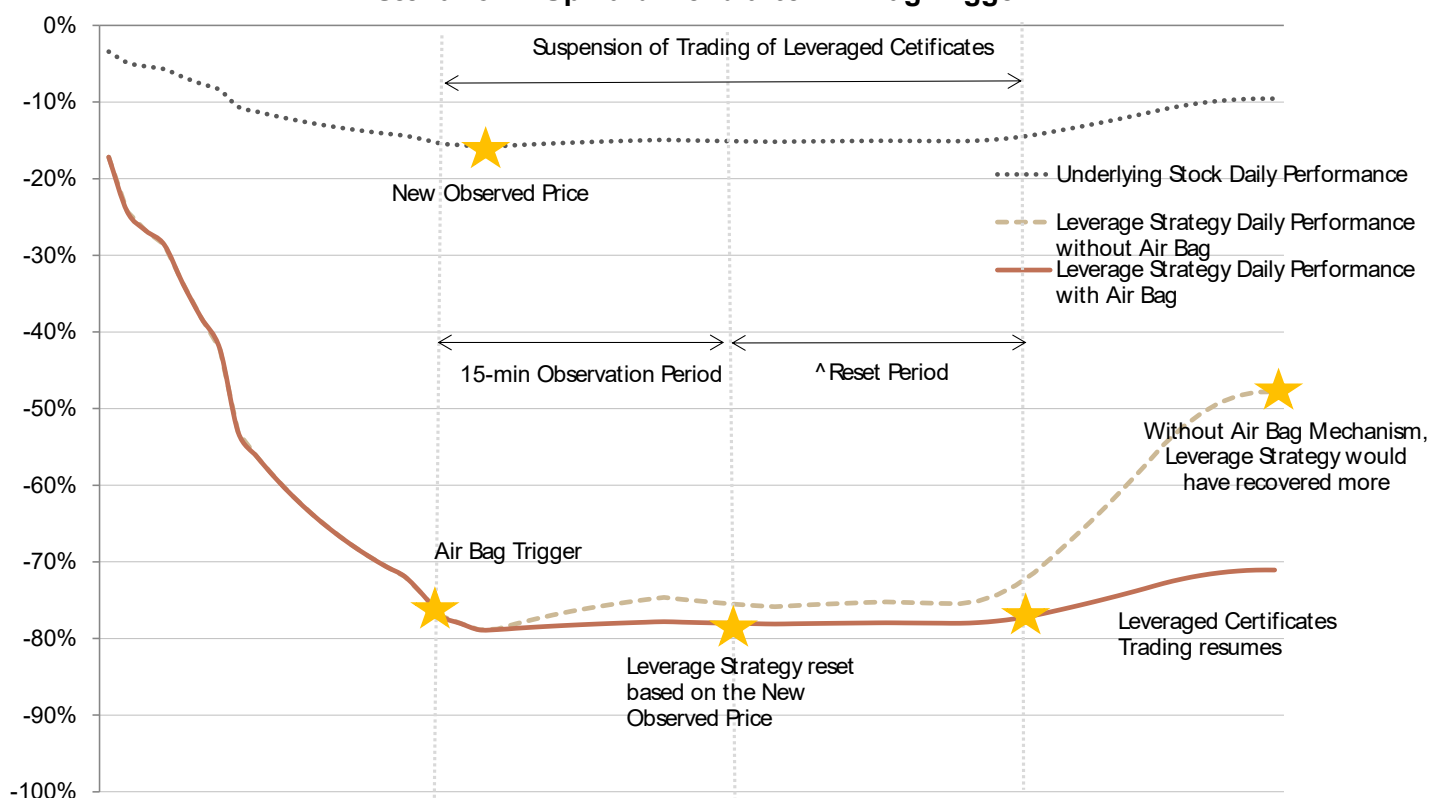 0%
Suspension of Trading of Leveraged Cetificates
-10%
-20%
New Observed Price
Underlying Stock Daily Performance
Leverage Strategy Daily Performance
without Air Bag
Leverage Strategy Daily Performance
with Air Bag
-30%
-40%
15-min Observation Period
^Reset Period
-50%
Without Air Bag Mechanism,
Leverage Strategy would
have recovered more
-60%
-70%
Air Bag Trigger
-80%
Leveraged Certificates
Trading resumes
Leverage Strategy reset
based on the New
Observed Price
-90%
-100%